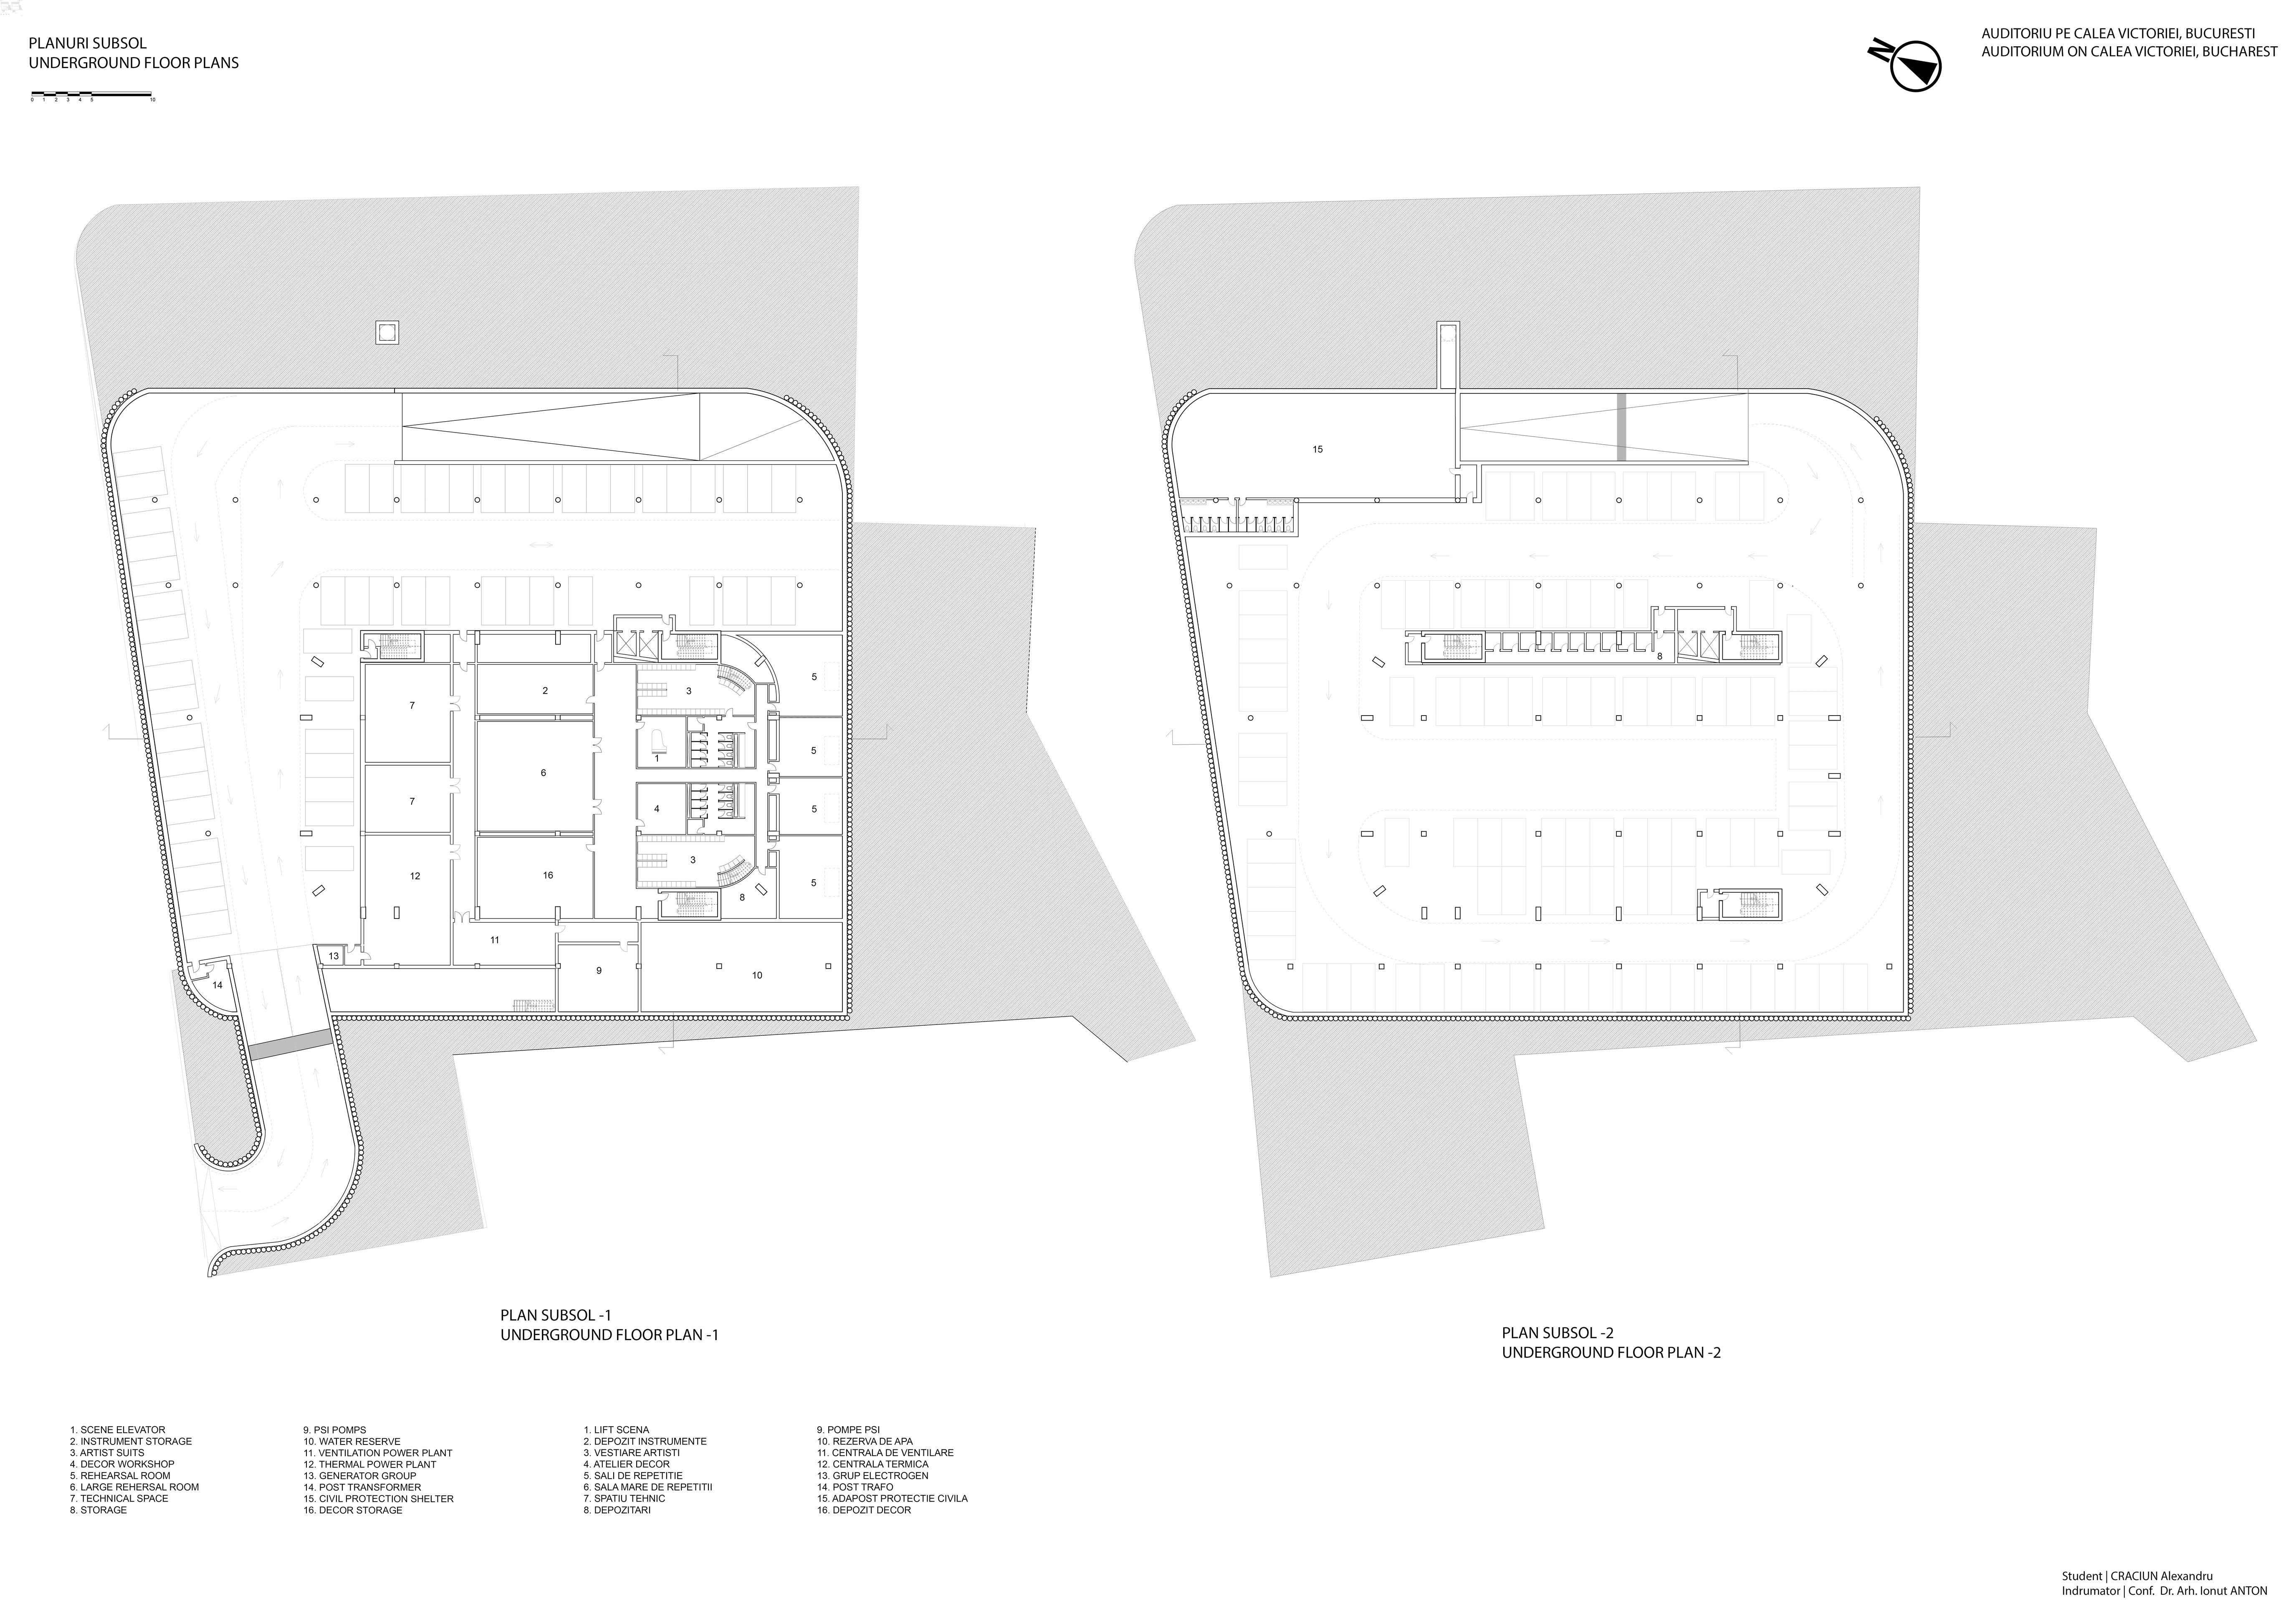 PLANURI SUBSOL
UNDERGROUND FLOOR PLANS
0 1 2 3 4 5 10
N
AUDITORIU PE CALEA VICTORIEI, BUCURESTI
AUDITORIUM ON CALEA VICTORIEI, BUCHAREST
2
3
5
7
1
5
6
7
4
5
3
12
16
5
8
11
13
9
10
14
15
8
PLAN SUBSOL -1
UNDERGROUND FLOOR PLAN -1
PLAN SUBSOL -2
UNDERGROUND FLOOR PLAN -2
1. SCENE ELEVATOR
2. INSTRUMENT STORAGE
3. ARTIST SUITS
4. DECOR WORKSHOP
5. REHEARSAL ROOM
6. LARGE REHERSAL ROOM
7. TECHNICAL SPACE
8. STORAGE
9. PSI POMPS
10. WATER RESERVE
11. VENTILATION POWER PLANT
12. THERMAL POWER PLANT
13. GENERATOR GROUP
14. POST TRANSFORMER
15. CIVIL PROTECTION SHELTER
16. DECOR STORAGE
1. LIFT SCENA
2. DEPOZIT INSTRUMENTE
3. VESTIARE ARTISTI
4. ATELIER DECOR
5. SALI DE REPETITIE
6. SALA MARE DE REPETITII
7. SPATIU TEHNIC
8. DEPOZITARI
9. POMPE PSI
10. REZERVA DE APA
11. CENTRALA DE VENTILARE
12. CENTRALA TERMICA
13. GRUP ELECTROGEN
14. POST TRAFO
15. ADAPOST PROTECTIE CIVILA
16. DEPOZIT DECOR
Student | CRACIUN Alexandru
Indrumator | Conf. Dr. Arh. Ionut ANTON